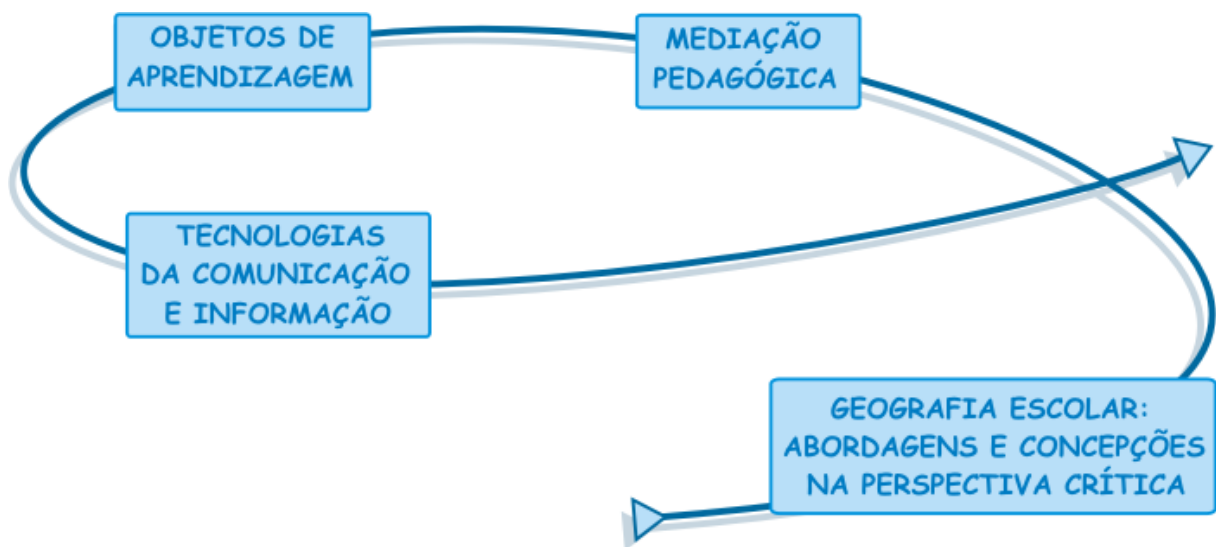 OBJETOS DE
APRENDIZAGEM
MEDIAÇÃO
PEDAGÓGICA
TECNOLOGIAS
DA COMUNICAÇÃO
E INFORMAÇÃO
GEOGRAFIA ESCOLAR:
ABORDAGENS E CONCEPÇÕES
NA PERSPECTIVA CRÍTICA